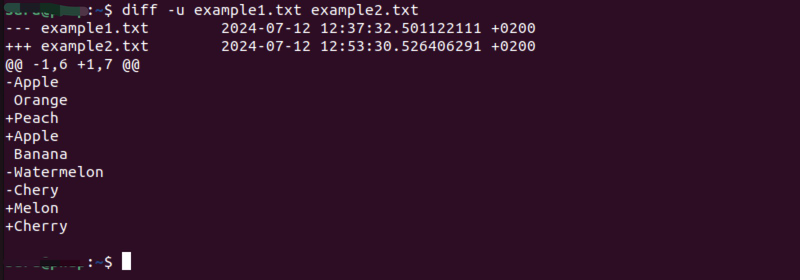 :~$ diff -u example1.txt example2.txt
--- example1.txt        2024-07-12 12:37:32.501122111 +0200
+++ example2.txt        2024-07-12 12:53:30.526406291 +0200
@@ -1,6 +1,7 @@
-Apple
 Orange
+Peach
+Apple
 Banana
-Watermelon
-Chery
+Melon
+Cherry
:~$